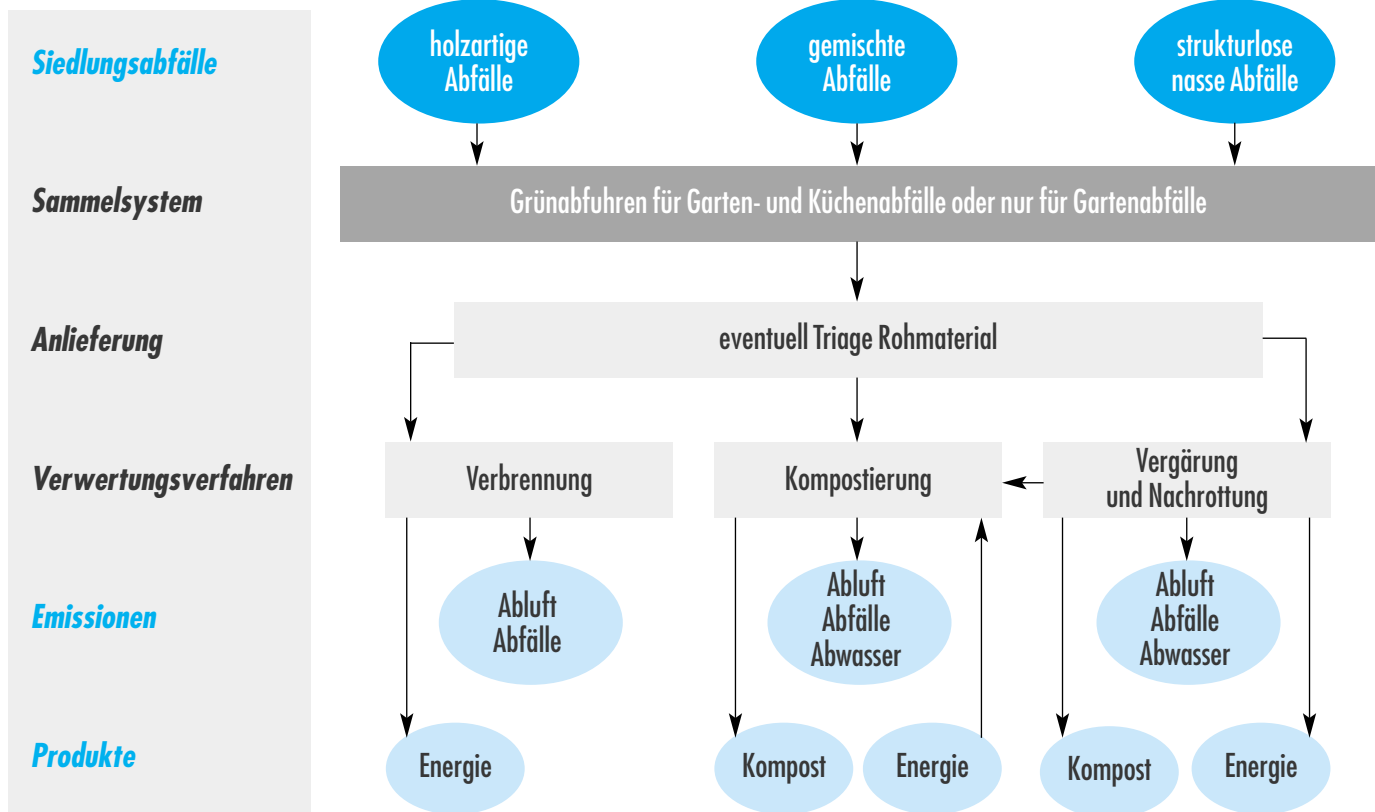 Siedlungsabfälle
holzartige
Abfälle
gemischte
Abfälle
strukturlose
nasse Abfälle
Sammelsystem
Grünabfuhren für Garten- und Küchenabfälle oder nur für Gartenabfälle
Anlieferung
eventuell Triage Rohmaterial
Verwertungsverfahren
Verbrennung
Kompostierung
Vergärung
und Nachrottung
Emissionen
Abluft
Abfälle
Abluft
Abfälle
Abwasser
Abluft
Abfälle
Abwasser
Produkte
Energie
Kompost
Energie
Kompost
Energie